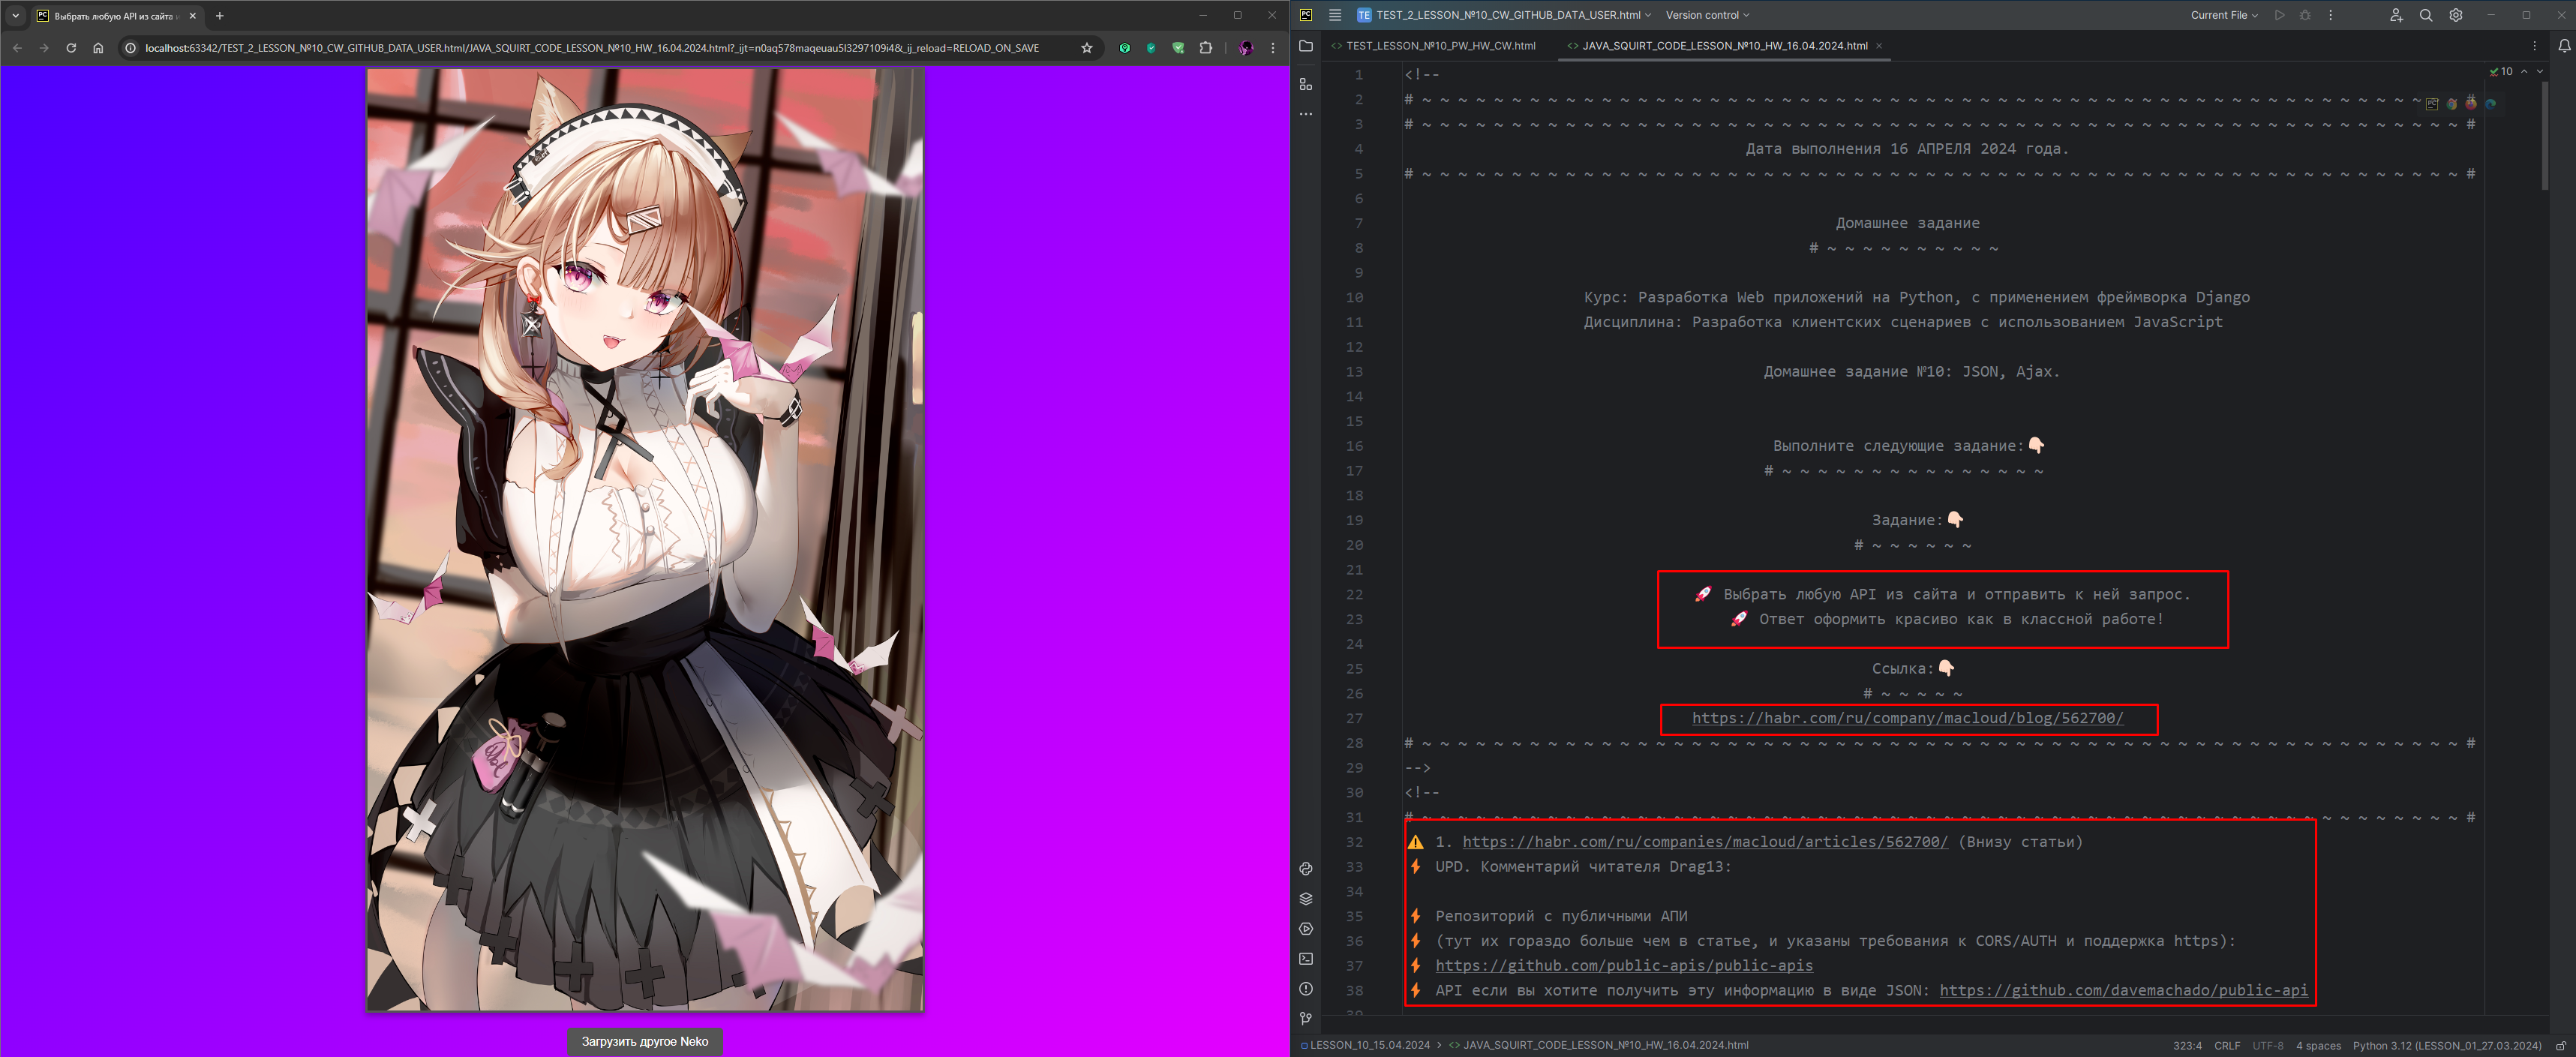 Выбрать любую API из сайта и
localhost:63342/TEST_2_LESSON_№10_CW_GITHUB_DATA_USER.html/JAVA_SQUIRT_CODE_LESSON_№10_HW_16.04.2024.html?_ijt=n0aq578maqeuau5l3297109i4&_ij_reload=RELOAD_ON_SAVE
Загрузить другое Neko
TE TEST_2_LESSON_№10_CW_GITHUB_DATA_USER.html Version control Current File
TEST_LESSON_№10_PW_HW_CW.html JAVA_SQUIRT_CODE_LESSON_№10_HW_16.04.2024.html
10
1 <!--
2 # ~ ~ ~ ~ ~ ~ ~ ~ ~ ~ ~ ~ ~ ~ ~ ~ ~ ~ ~ ~ ~ ~ ~ ~ ~ ~ ~ ~ ~ ~ ~ ~ ~ ~ ~ ~ ~ ~ ~ ~ ~ ~ ~ ~ ~ ~ ~ ~ ~ ~ ~ ~ ~ ~ ~ ~ ~ ~ #
3 # ~ ~ ~ ~ ~ ~ ~ ~ ~ ~ ~ ~ ~ ~ ~ ~ ~ ~ ~ ~ ~ ~ ~ ~ ~ ~ ~ ~ ~ ~ ~ ~ ~ ~ ~ ~ ~ ~ ~ ~ ~ ~ ~ ~ ~ ~ ~ ~ ~ ~ ~ ~ ~ ~ ~ ~ ~ ~ #
4 Дата выполнения 16 АПРЕЛЯ 2024 года.
5 # ~ ~ ~ ~ ~ ~ ~ ~ ~ ~ ~ ~ ~ ~ ~ ~ ~ ~ ~ ~ ~ ~ ~ ~ ~ ~ ~ ~ ~ ~ ~ ~ ~ ~ ~ ~ ~ ~ ~ ~ ~ ~ ~ ~ ~ ~ ~ ~ ~ ~ ~ ~ ~ ~ ~ ~ ~ ~ #
6
7 Домашнее задание
8 # ~ ~ ~ ~ ~ ~ ~ ~ ~ ~
9
10 Курс: Разработка Web приложений на Python, с применением фреймворка Django
11 Дисциплина: Разработка клиентских сценариев с использованием JavaScript
12
13 Домашнее задание №10: JSON, Ajax.
14
15
16 Выполните следующие задание:👇🏻
17 # ~ ~ ~ ~ ~ ~ ~ ~ ~ ~ ~ ~ ~ ~ ~
18
19 Задание:👇🏻
20 # ~ ~ ~ ~ ~ ~
21
22 🚀 Выбрать любую API из сайта и отправить к ней запрос.
23 🚀 Ответ оформить красиво как в классной работе!
24
25 Ссылка:👇🏻
26 # ~ ~ ~ ~ ~
27 https://habr.com/ru/company/macloud/blog/562700/
28 # ~ ~ ~ ~ ~ ~ ~ ~ ~ ~ ~ ~ ~ ~ ~ ~ ~ ~ ~ ~ ~ ~ ~ ~ ~ ~ ~ ~ ~ ~ ~ ~ ~ ~ ~ ~ ~ ~ ~ ~ ~ ~ ~ ~ ~ ~ ~ ~ ~ ~ ~ ~ ~ ~ ~ ~ ~ ~ #
29 -->
30 <!--
31 # ~ ~ ~ ~ ~ ~ ~ ~ ~ ~ ~ ~ ~ ~ ~ ~ ~ ~ ~ ~ ~ ~ ~ ~ ~ ~ ~ ~ ~ ~ ~ ~ ~ ~ ~ ~ ~ ~ ~ ~ ~ ~ ~ ~ ~ ~ ~ ~ ~ ~ ~ ~ ~ ~ ~ ~ ~ ~ #
32 ⚠️ 1. https://habr.com/ru/companies/macloud/articles/562700/ (Внизу статьи)
33 ⚡ UPD. Комментарий читателя Drag13:
34
35 ⚡ Репозиторий с публичными АПИ
36 ⚡ (тут их гораздо больше чем в статье, и указаны требования к CORS/AUTH и поддержка https):
37 ⚡ https://github.com/public-apis/public-apis
38 ⚡ API если вы хотите получить эту информацию в виде JSON: https://github.com/davemachado/public-api
LESSON_10_15.04.2024 > JAVA_SQUIRT_CODE_LESSON_№10_HW_16.04.2024.html 323:4 CRLF UTF-8 4 spaces Python 3.12 (LESSON_01_27.03.2024)